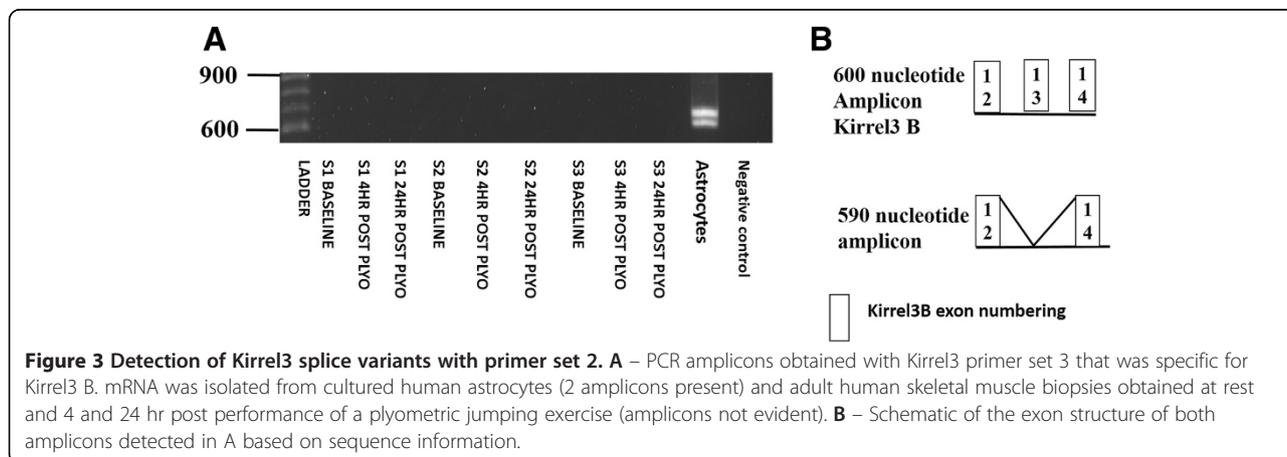 A
B
900
600
LADDER
S1 BASELINE
S1 4HR POST PLYO
S1 24HR POST PLYO
S2 BASELINE
S2 4HR POST PLYO
S2 24HR POST PLYO
S3 BASELINE
S3 4HR POST PLYO
S3 24HR POST PLYO
Astrocytes
Negative control
600 nucleotide
Amplicon
Kirrel3 B
1 1 1
2 3 4
590 nucleotide
amplicon
1 1
2 4
Kirrel3B exon numbering
Figure 3 Detection of Kirrel3 splice variants with primer set 2. A – PCR amplicons obtained with Kirrel3 primer set 3 that was specific for
Kirrel3 B. mRNA was isolated from cultured human astrocytes (2 amplicons present) and adult human skeletal muscle biopsies obtained at rest
and 4 and 24 hr post performance of a plyometric jumping exercise (amplicons not evident). B – Schematic of the exon structure of both
amplicons detected in A based on sequence information.